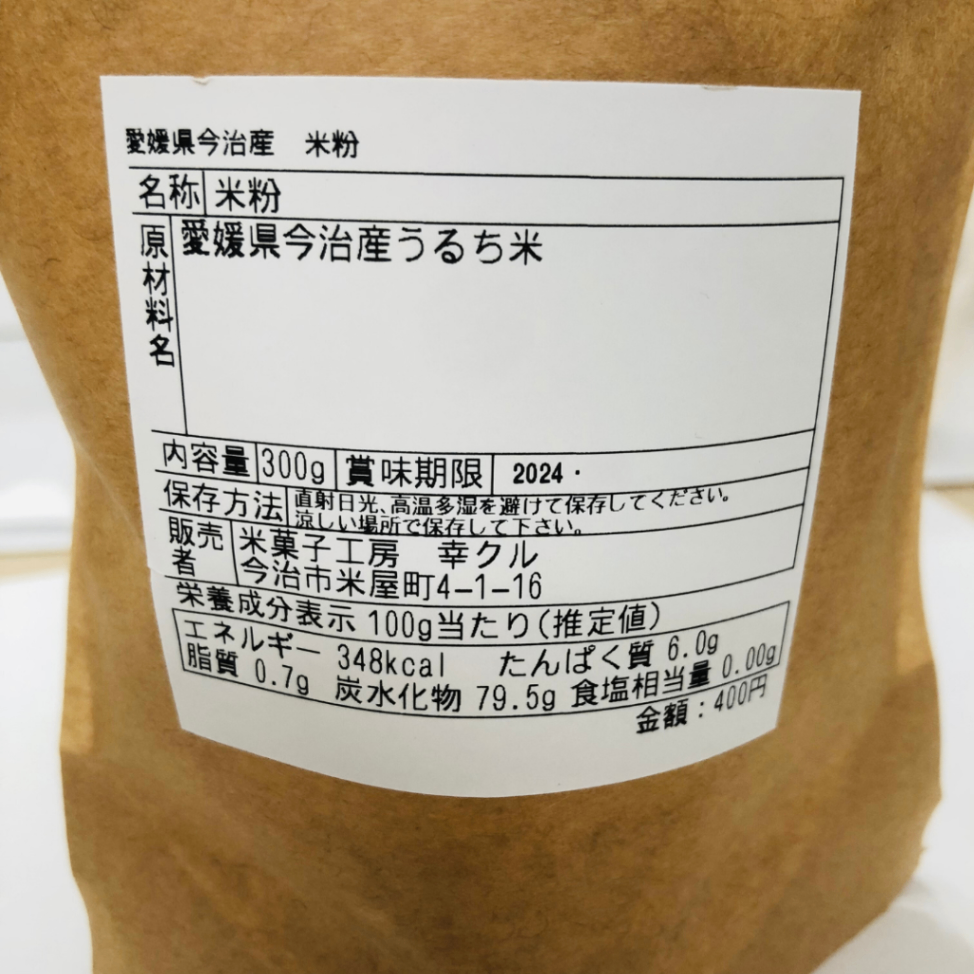 愛媛県今治産　米粉
名称 米粉
原材料名 愛媛県今治産うるち米
内容量 300g 賞味期限 2024・
保存方法 直射日光、高温多湿を避けて保存してください。
涼しい場所で保存して下さい。
販売者 米菓子工房　幸クル
今治市米屋町4-1-16
栄養成分表示 100g当たり(推定値)
エネルギー 348kcal たんぱく質 6.0g
脂質 0.7g 炭水化物 79.5g 食塩相当量 0.00g
金額：400円